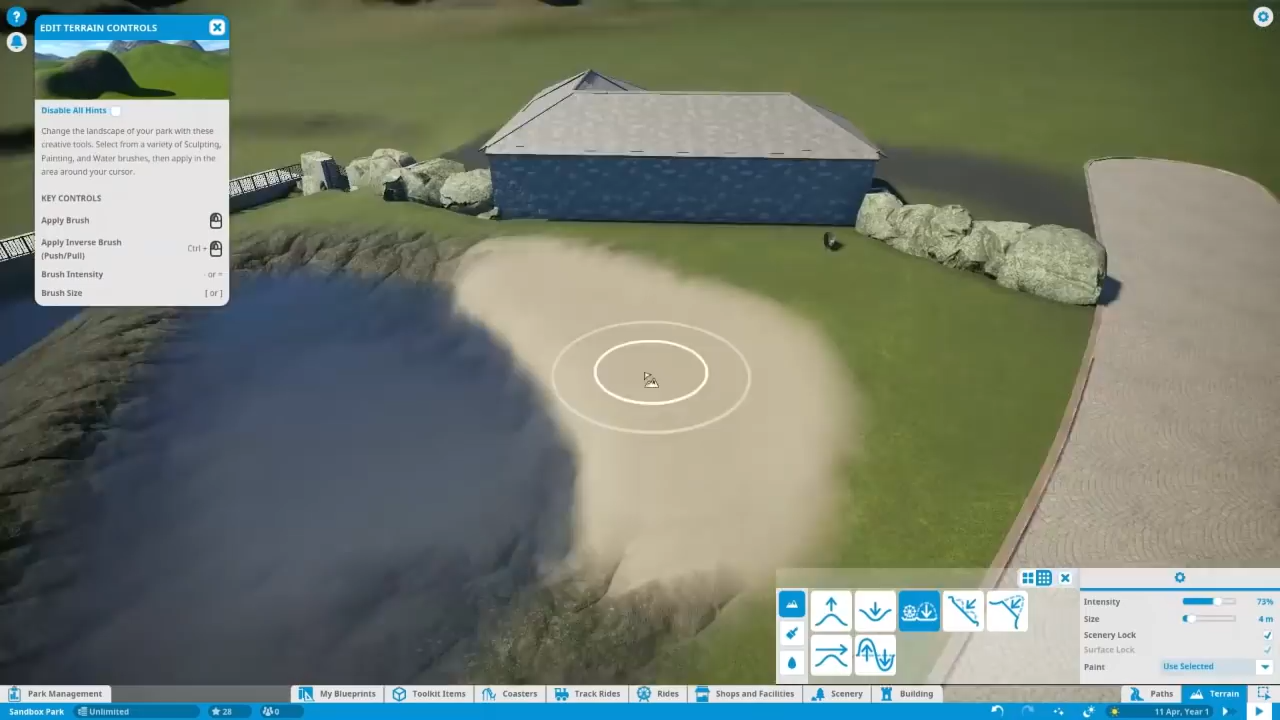 ?
EDIT TERRAIN CONTROLS
Disable All Hints
Change the landscape of your park with these
creative tools. Select from a variety of Sculpting,
Painting, and Water brushes, then apply in the
area around your cursor.
KEY CONTROLS
Apply Brush
Apply Inverse Brush Ctrl +
(Push/Pull)
Brush Intensity - or =
Brush Size [ or ]
Intensity 73%
Size 4 m
Scenery Lock
Surface Lock
Paint Use Selected
Park Management My Blueprints Toolkit Items Coasters Track Rides Rides Shops and Facilities Scenery Building Paths Terrain
Sandbox Park Unlimited 28 0 11 Apr, Year 1